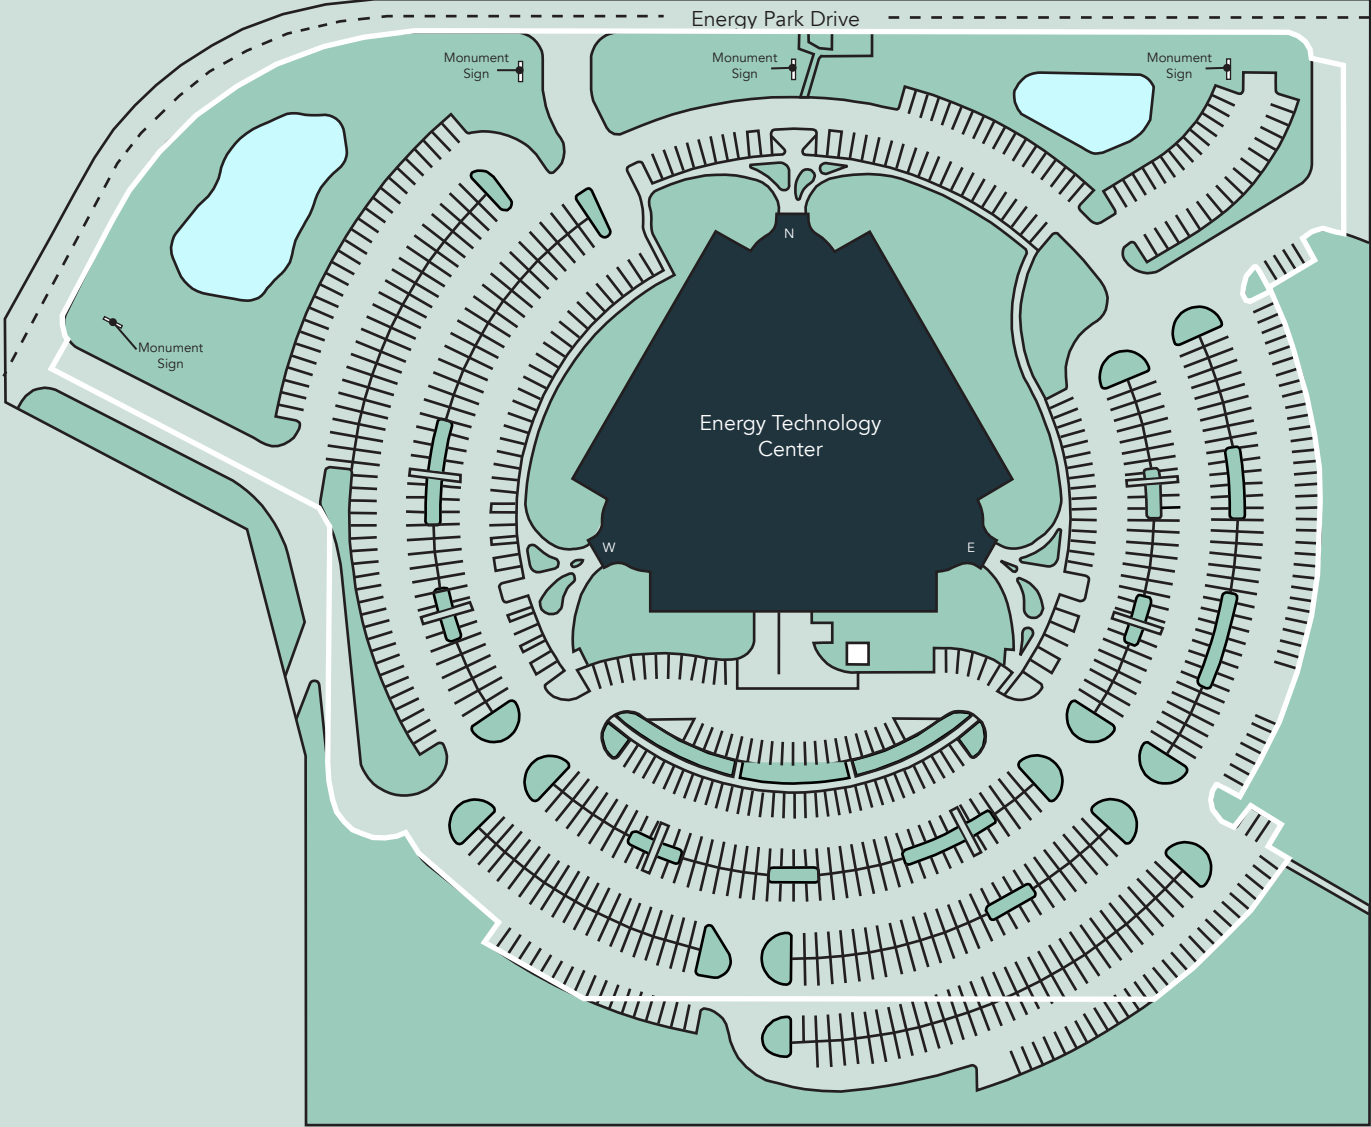 Energy Park Drive
Monument
Sign
Monument
Sign
Monument
Sign
N
Monument
Sign
Energy Technology
Center
W
E